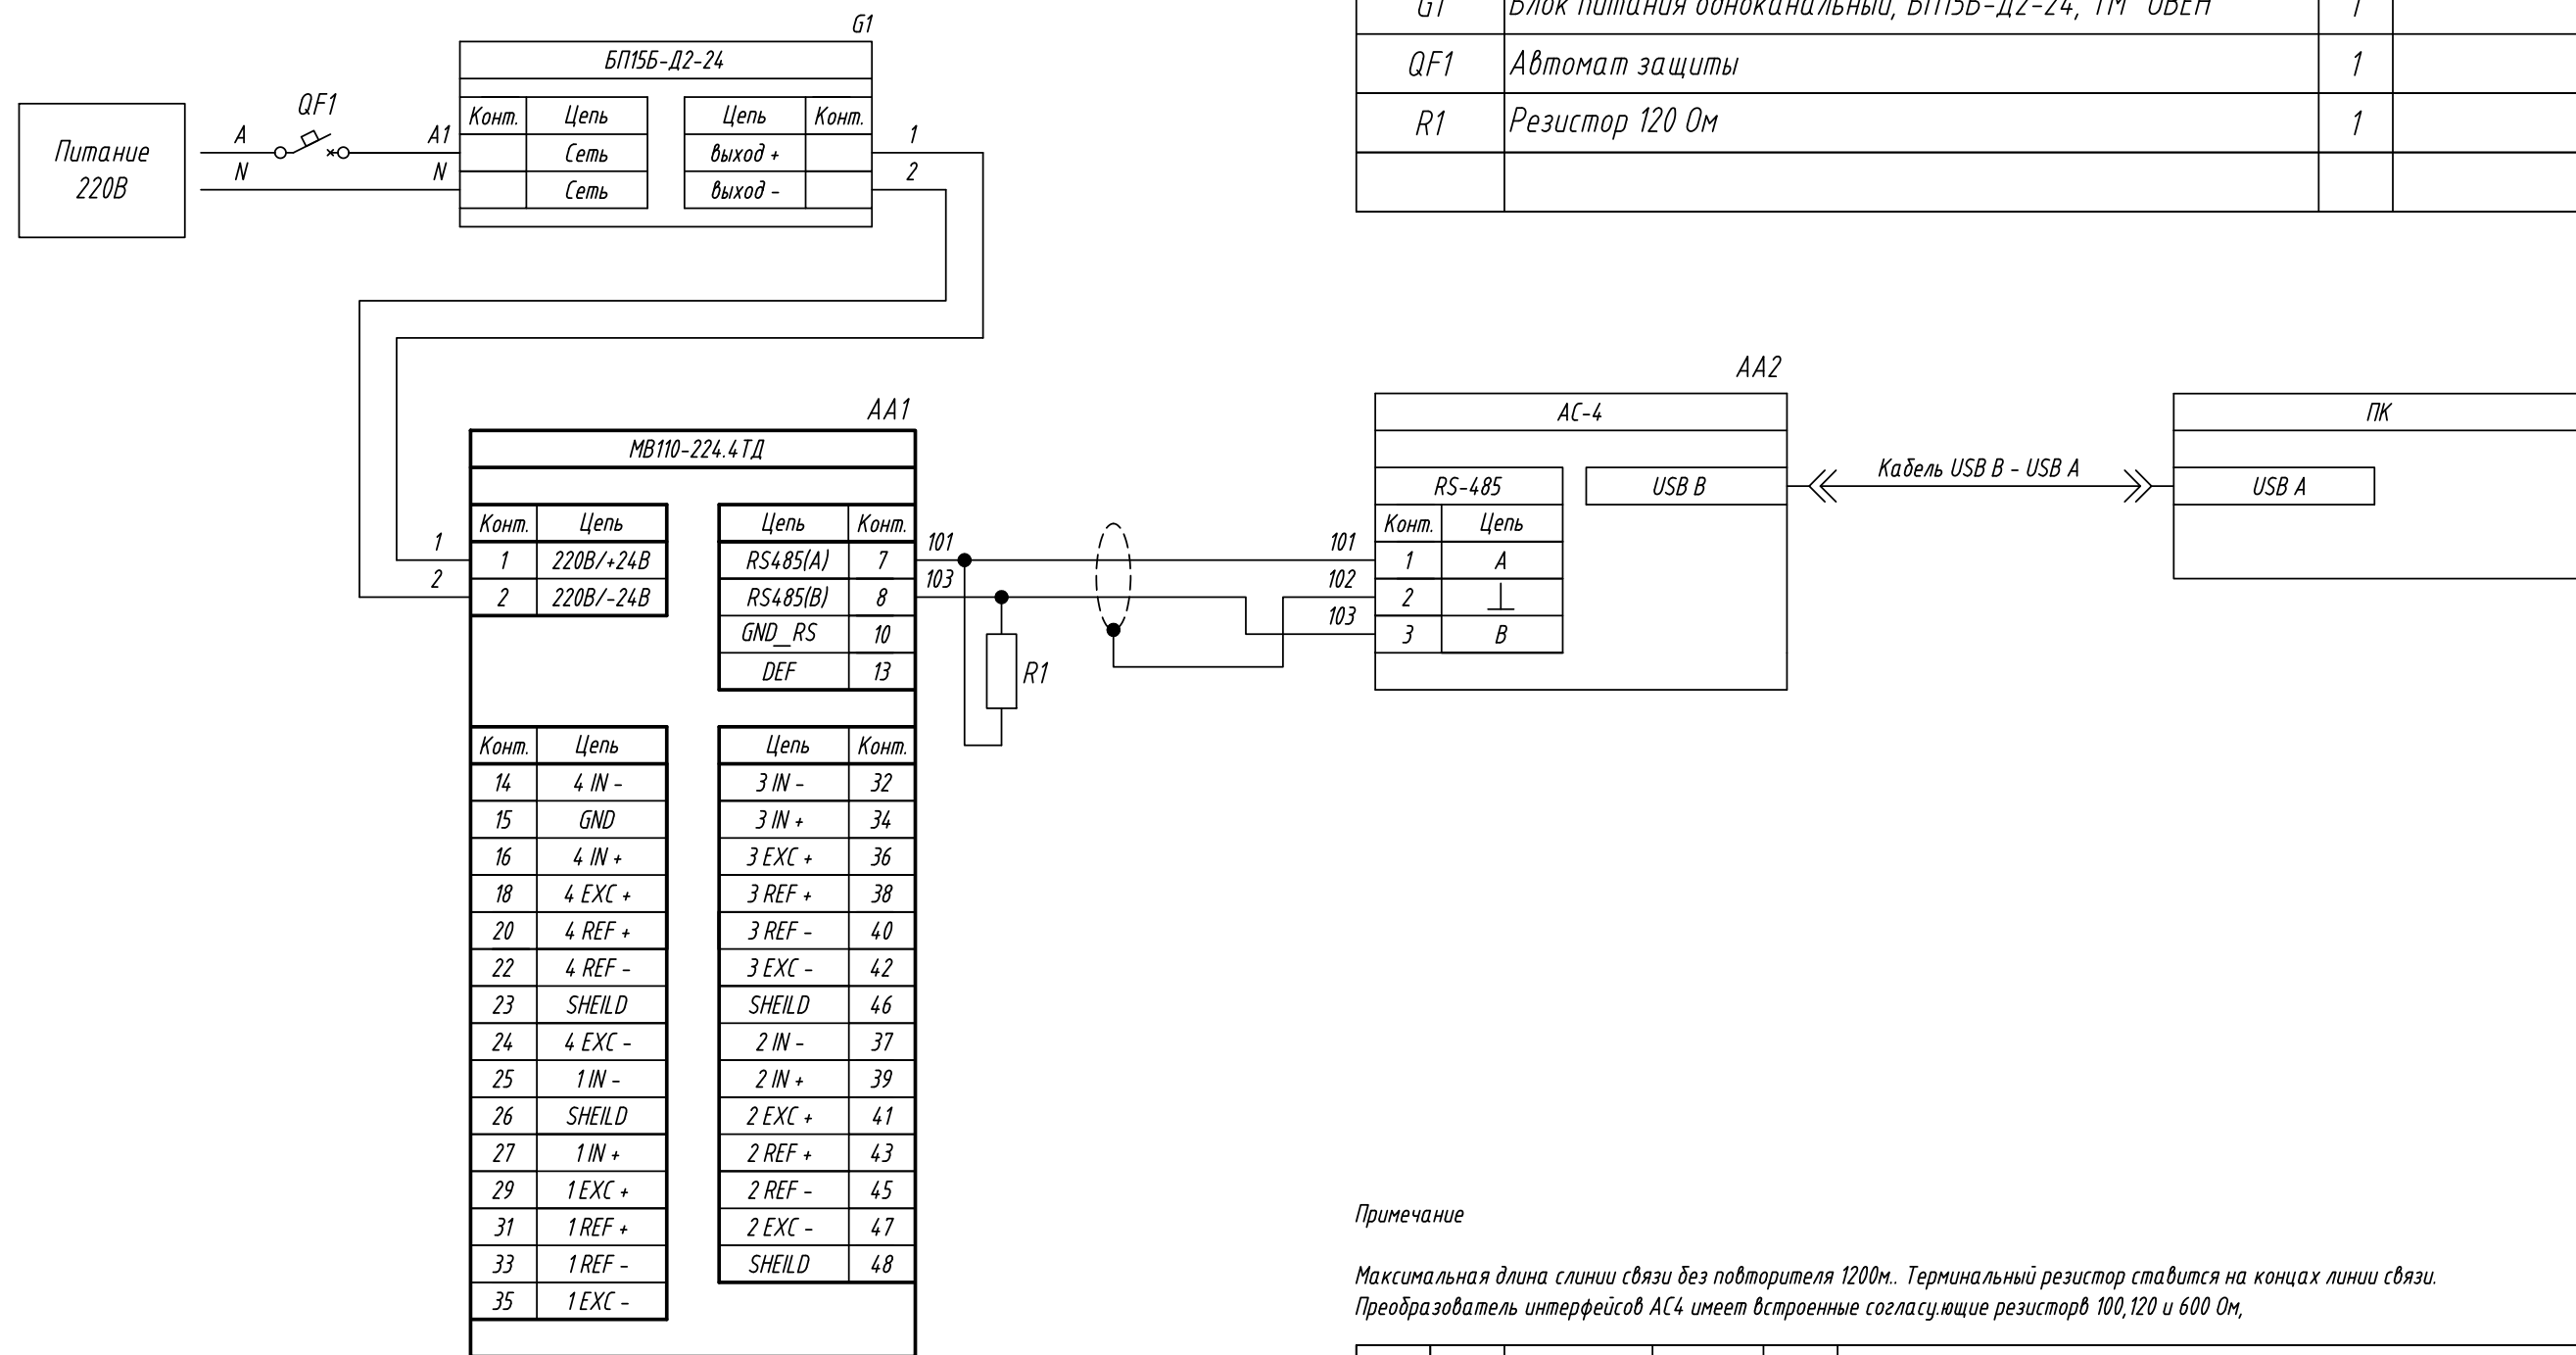 G1
БП15Б-Д2-24
Конт. Цепь Цепь Конт.
Сеть выход +
Сеть выход -
Питание
220В
QF1
A A1
N N
1
2
G1 Блок питания одноканальный, БП15Б-Д2-24, ТМ "ОВЕН" 1
QF1 Автомат защиты 1
R1 Резистор 120 Ом 1
AA1
МВ110-224.4ТД
Конт. Цепь Цепь Конт.
1 1 220В/+24В RS485(A) 7 101
2 2 220В/-24В RS485(B) 8 103
GND_RS 10
DEF 13
R1
Конт. Цепь Цепь Конт.
14 4 IN - 3 IN - 32
15 GND 3 IN + 34
16 4 IN + 3 EXC + 36
18 4 EXC + 3 REF + 38
20 4 REF + 3 REF - 40
22 4 REF - 3 EXC - 42
23 SHEILD SHEILD 46
24 4 EXC - 2 IN - 37
25 1 IN - 2 IN + 39
26 SHEILD 2 EXC + 41
27 1 IN + 2 REF + 43
29 1 EXC + 2 REF - 45
31 1 REF + 2 EXC - 47
33 1 REF - SHEILD 48
35 1 EXC -
AA2
АС-4
RS-485 USB B
Конт. Цепь
101 1 A
102 2
103 3 B
Кабель USB B - USB A
ПК
USB A
Примечание
Максимальная длина слинии связи без повторителя 1200м.. Терминальный резистор ставится на концах линии связи.
Преобразователь интерфейсов АС4 имеет встроенные согласу.ющие резисторв 100,120 и 600 Ом,